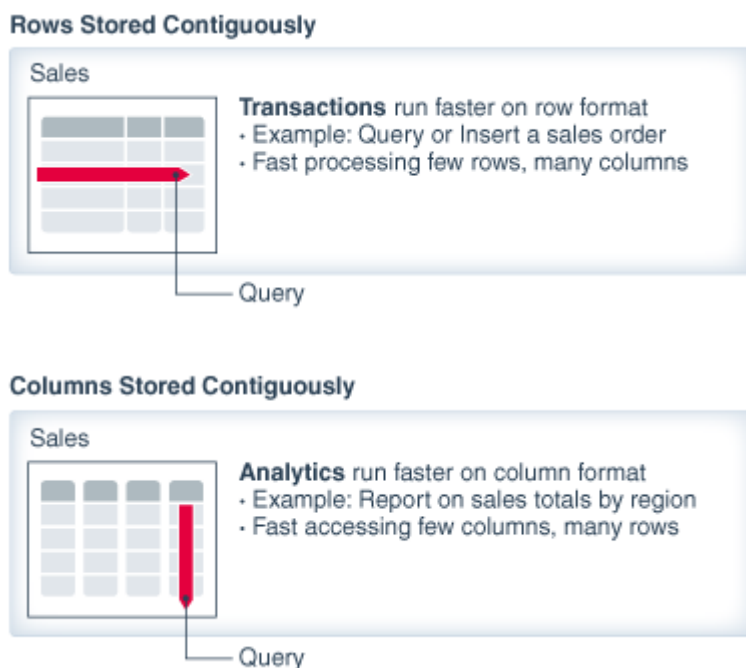 Rows Stored Contiguously
Sales
Transactions run faster on row format
• Example: Query or Insert a sales order
• Fast processing few rows, many columns
Query
Columns Stored Contiguously
Sales
Analytics run faster on column format
• Example: Report on sales totals by region
• Fast accessing few columns, many rows
Query